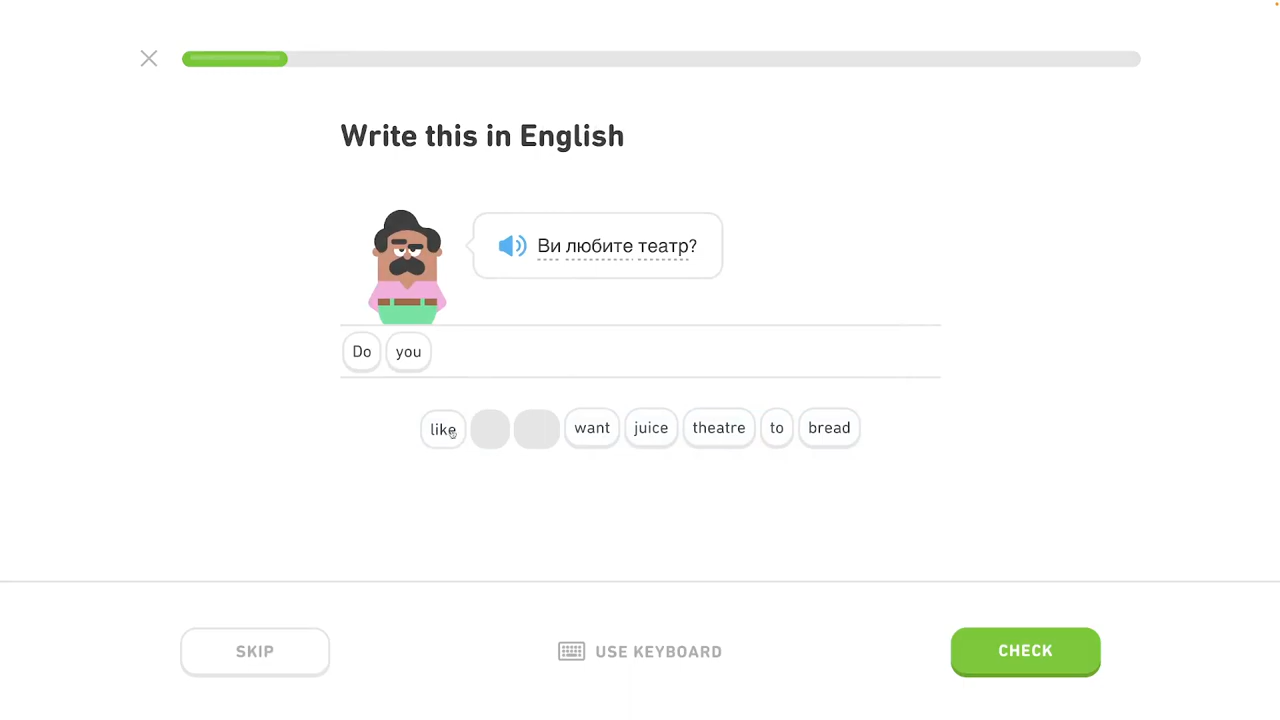 Write this in English
Ви любите театр?
Do you
like want juice theatre to bread
SKIP USE KEYBOARD CHECK